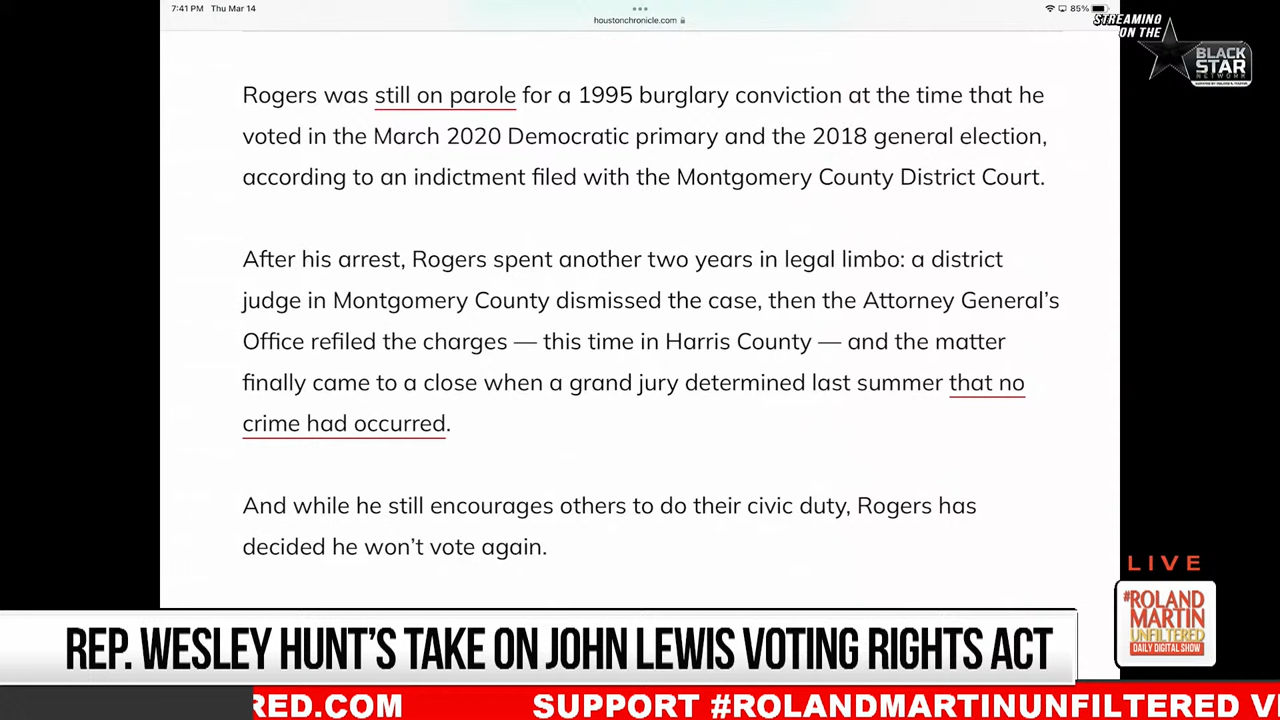 7:41 PM Thu Mar 14
85%
houstonchronicle.com
STREAMING
ON THE
BLACK
STAR
NETWORK
Rogers was still on parole for a 1995 burglary conviction at the time that he
voted in the March 2020 Democratic primary and the 2018 general election,
according to an indictment filed with the Montgomery County District Court.
After his arrest, Rogers spent another two years in legal limbo: a district
judge in Montgomery County dismissed the case, then the Attorney General’s
Office refiled the charges — this time in Harris County — and the matter
finally came to a close when a grand jury determined last summer that no
crime had occurred.
And while he still encourages others to do their civic duty, Rogers has
decided he won’t vote again.
LIVE
#ROLAND
MARTIN
UNFILTERED
DAILY DIGITAL SHOW
REP. WESLEY HUNT’S TAKE ON JOHN LEWIS VOTING RIGHTS ACT
RED.COM SUPPORT #ROLANDMARTINUNFILTERED V